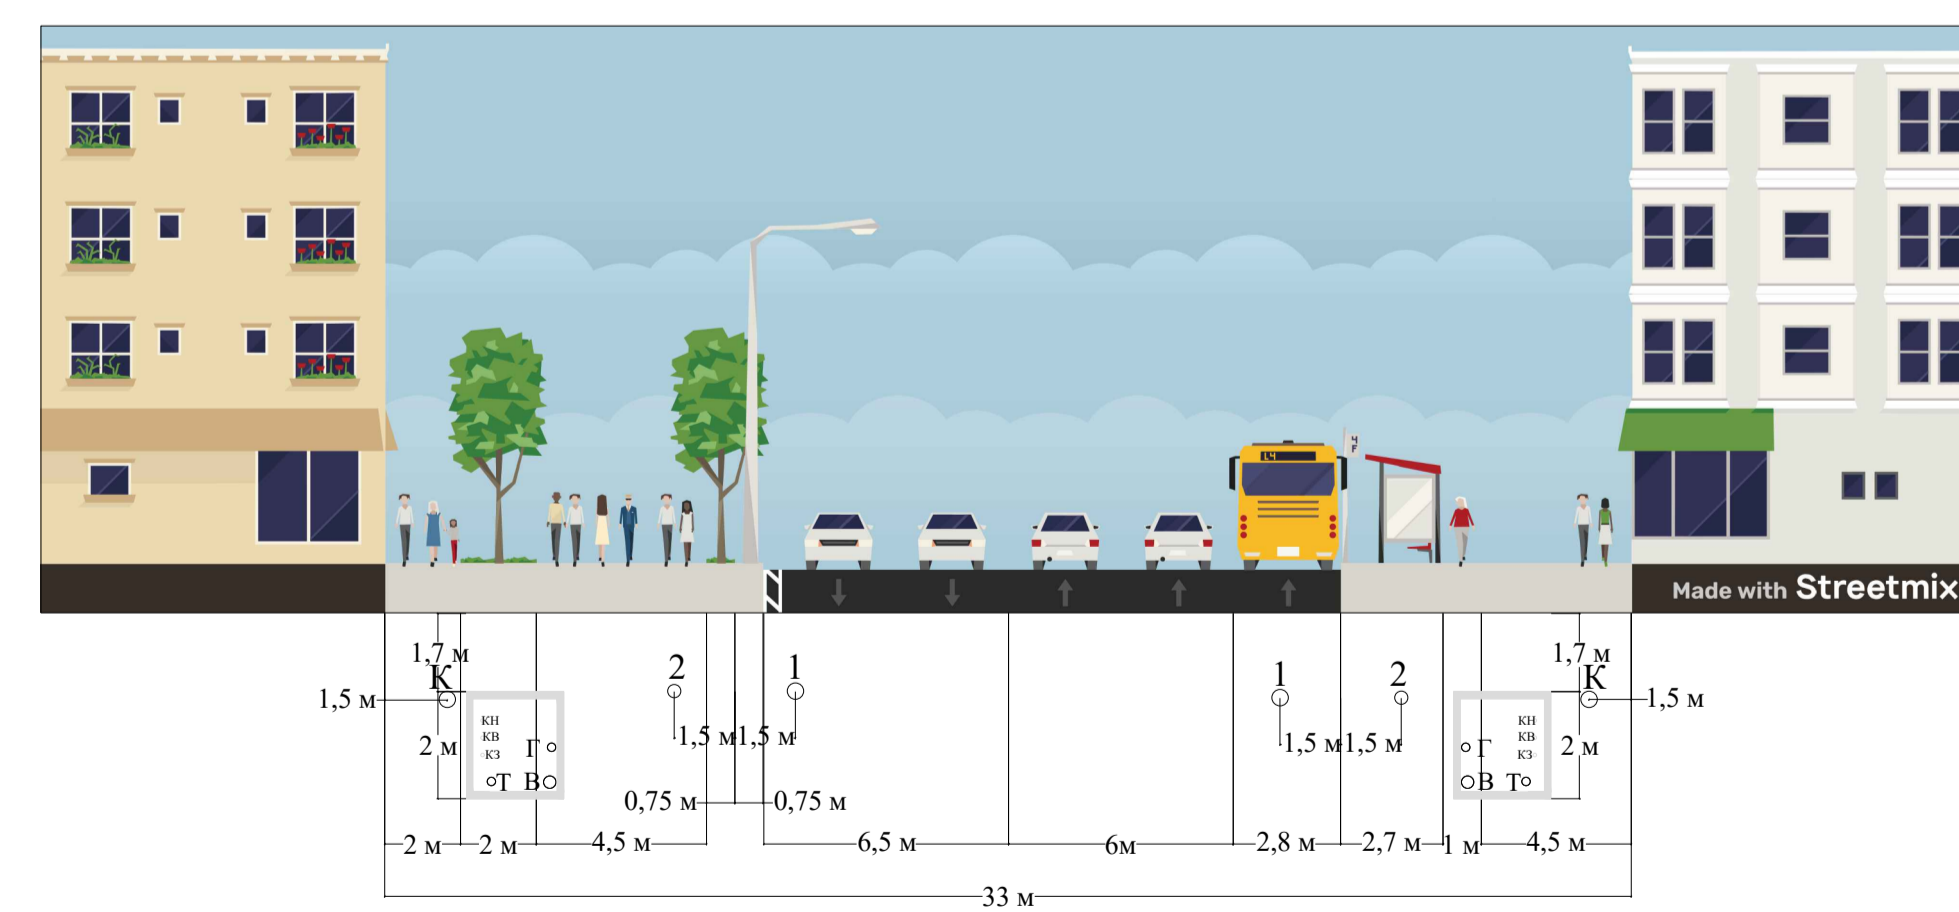 L4
4
F
Made with Streetmix
1,7 м
К
1,5 м
2
1
1
2
1,7 м
К
1,5 м
КН
КВ
КЗ
Г
Т
В
2 м
1,5 м
1,5 м
1,5 м
1,5 м
Г
КН
КВ
КЗ
В
Т
2 м
0,75 м
0,75 м
2 м
2 м
4,5 м
6,5 м
6м
2,8 м
2,7 м
1 м
4,5 м
33 м